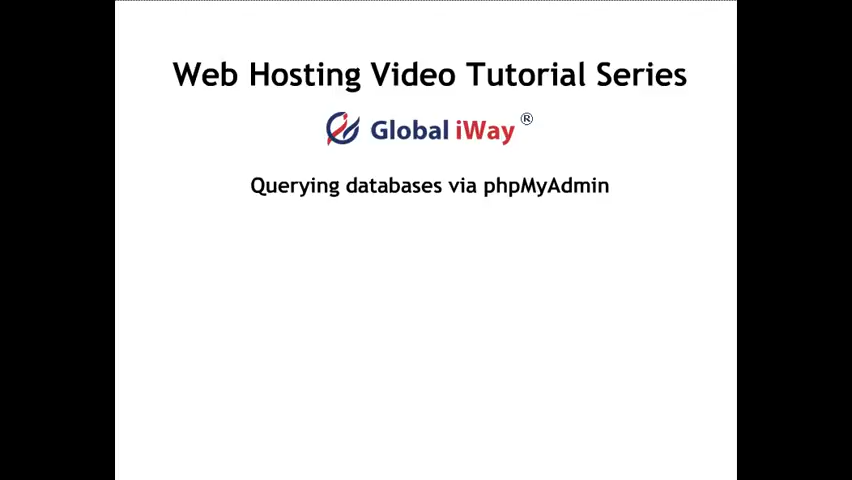 Web Hosting Video Tutorial Series
Global iWay ®
Querying databases via phpMyAdmin